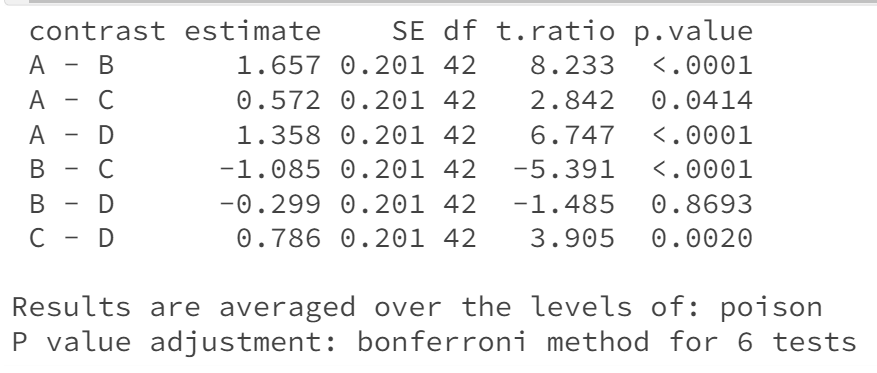 contrast estimate SE df t.ratio p.value
A - B 1.657 0.201 42 8.233 <.0001
A - C 0.572 0.201 42 2.842 0.0414
A - D 1.358 0.201 42 6.747 <.0001
B - C -1.085 0.201 42 -5.391 <.0001
B - D -0.299 0.201 42 -1.485 0.8693
C - D 0.786 0.201 42 3.905 0.0020
Results are averaged over the levels of: poison
P value adjustment: bonferroni method for 6 tests